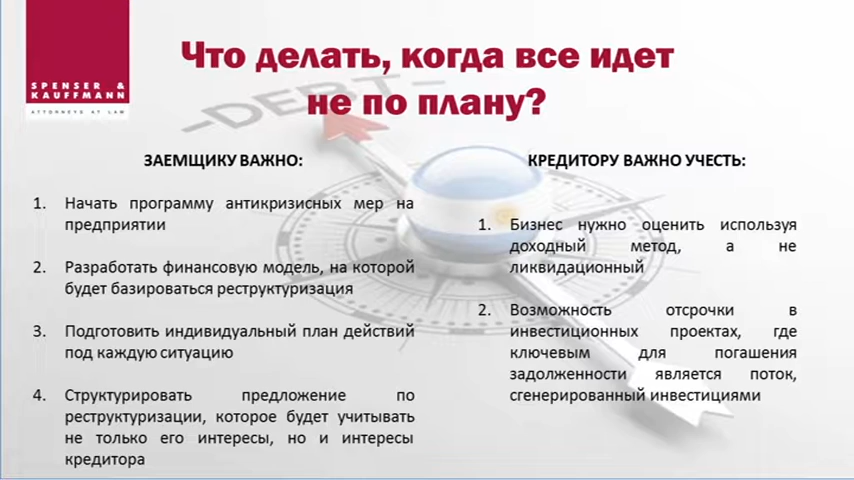 SPENSER &
KAUFFMANN
ATTORNEYS AT LAW
Что делать, когда все идет
не по плану?
DEBT
ЗАЕМЩИКУ ВАЖНО:
1. Начать программу антикризисных мер на
предприятии
2. Разработать финансовую модель, на которой
будет базироваться реструктуризация
3. Подготовить индивидуальный план действий
под каждую ситуацию
4. Структурировать предложение по
реструктуризации, которое будет учитывать
не только его интересы, но и интересы
кредитора
КРЕДИТОРУ ВАЖНО УЧЕСТЬ:
1. Бизнес нужно оценить используя
доходный метод, а не
ликвидационный
2. Возможность отсрочки в
инвестиционных проектах, где
ключевым для погашения
задолженности является поток,
сгенерированный инвестициями